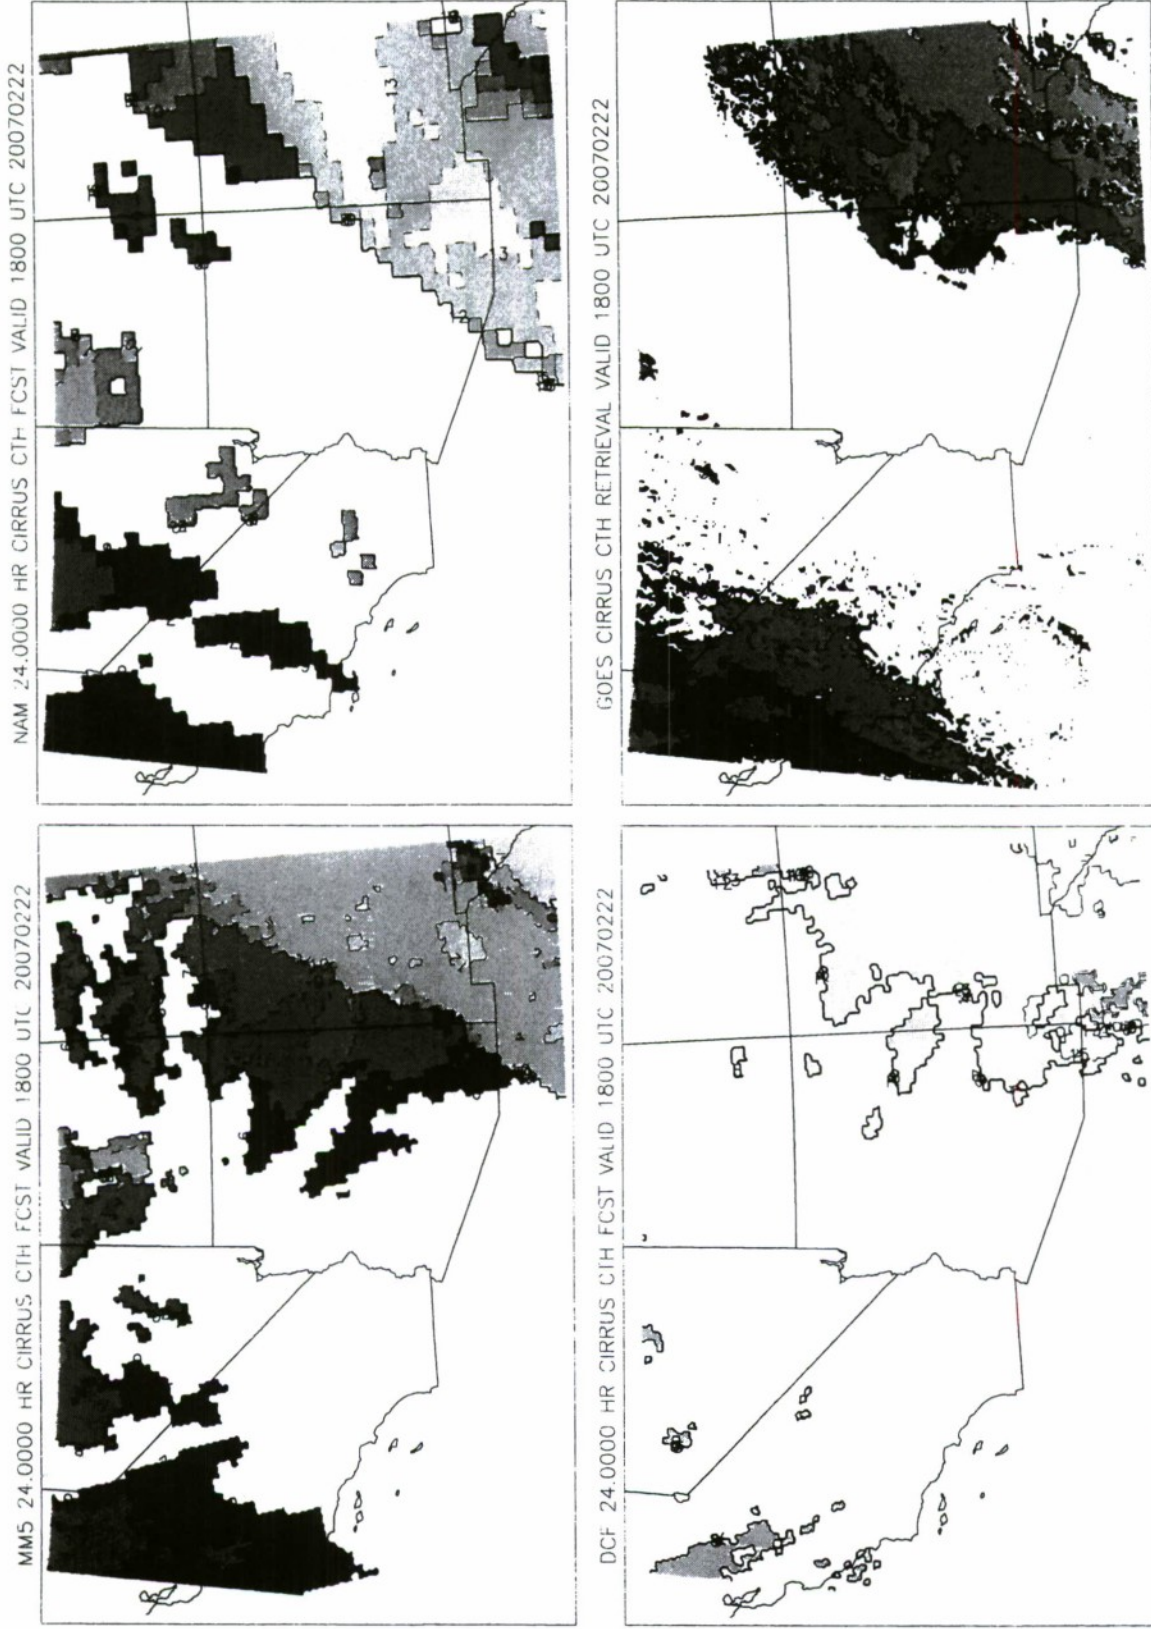 MM5 24.0000 HR CIRRUS CTH FCST VALID 1800 UTC 20070222
NAM 24.0000 HR CIRRUS CTH FCST VALID 1800 UTC 20070222
DCF 24.0000 HR CIRRUS CTH FCST VALID 1800 UTC 20070222
GOES CIRRUS CTH RETRIEVAL VALID 1800 UTC 20070222
13
13